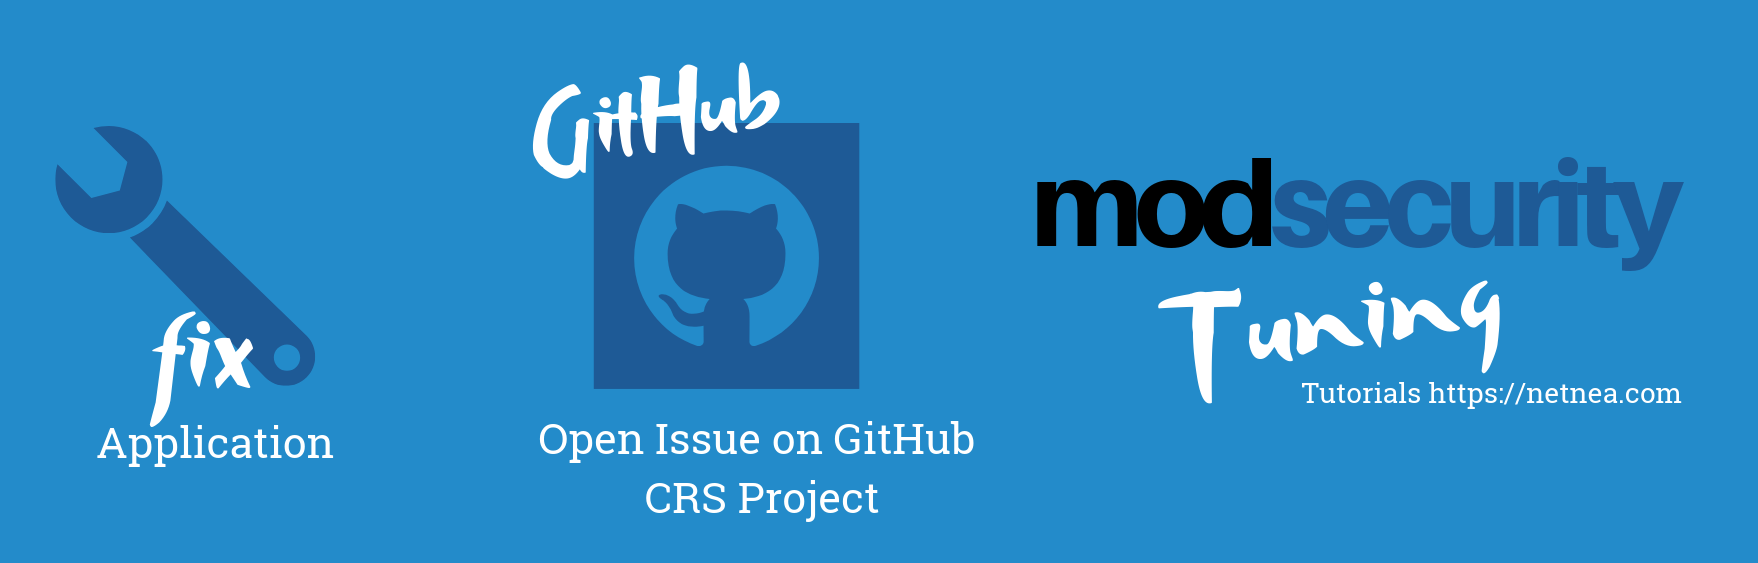 fix
Application
GitHub
Open Issue on GitHub
CRS Project
modsecurity
Tuning
Tutorials https://netnea.com